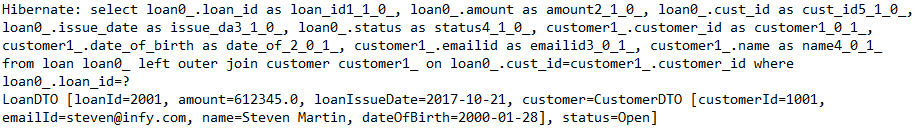 Hibernate: select loan0_.loan_id as loan_id1_1_0_, loan0_.amount as amount2_1_0_, loan0_.cust_id as cust_id5_1_0_,
loan0_.issue_date as issue_da3_1_0_, loan0_.status as status4_1_0_, customer1_.customer_id as customer1_0_1_,
customer1_.date_of_birth as date_of_2_0_1_, customer1_.emailid as emailid3_0_1_, customer1_.name as name4_0_1_
from loan loan0_ left outer join customer customer1_ on loan0_.cust_id=customer1_.customer_id where
loan0_.loan_id=?
LoanDTO [loanId=2001, amount=612345.0, loanIssueDate=2017-10-21, customer=CustomerDTO [customerId=1001,
emailId=steven@infy.com, name=Steven Martin, dateOfBirth=2000-01-28], status=Open]